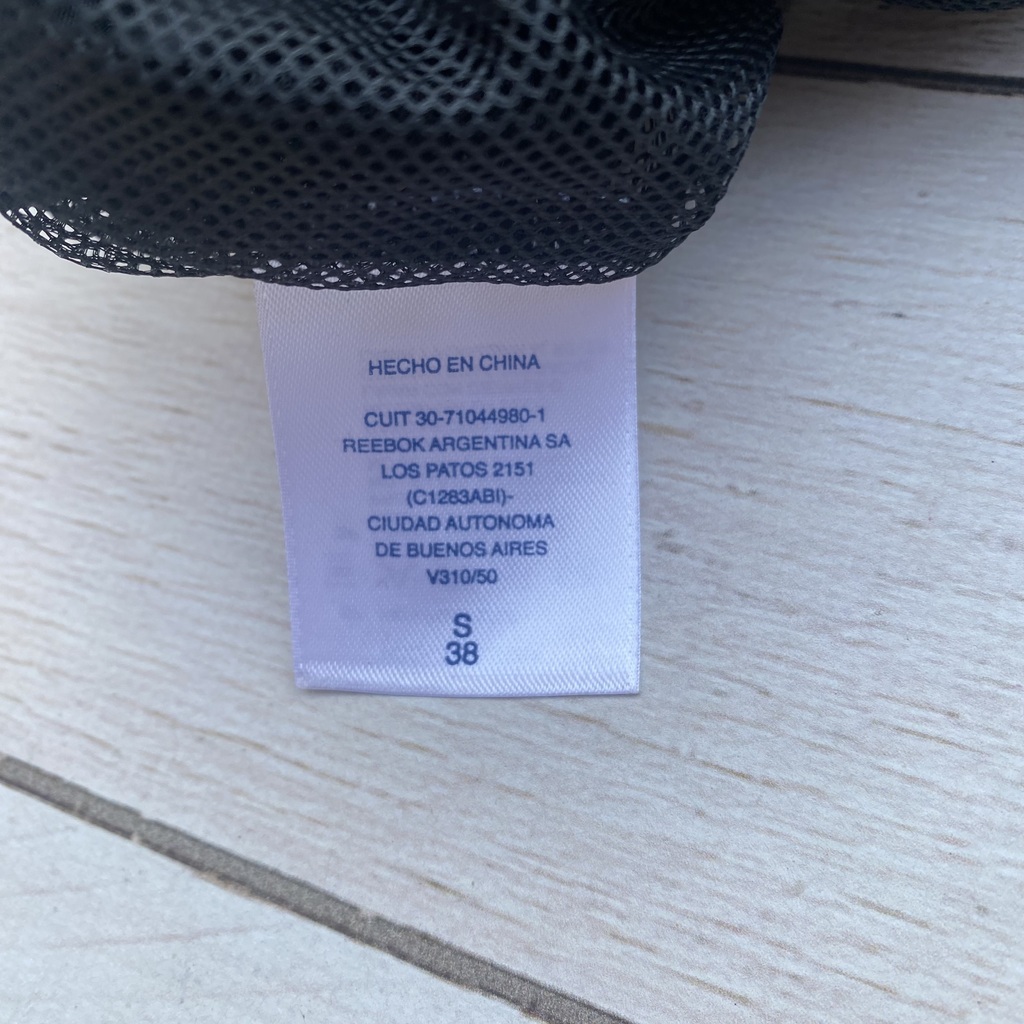 HECHO EN CHINA
CUIT 30-71044980-1
REEBOK ARGENTINA SA
LOS PATOS 2151
(C1283ABI)-
CIUDAD AUTONOMA
DE BUENOS AIRES
V310/50
S
38